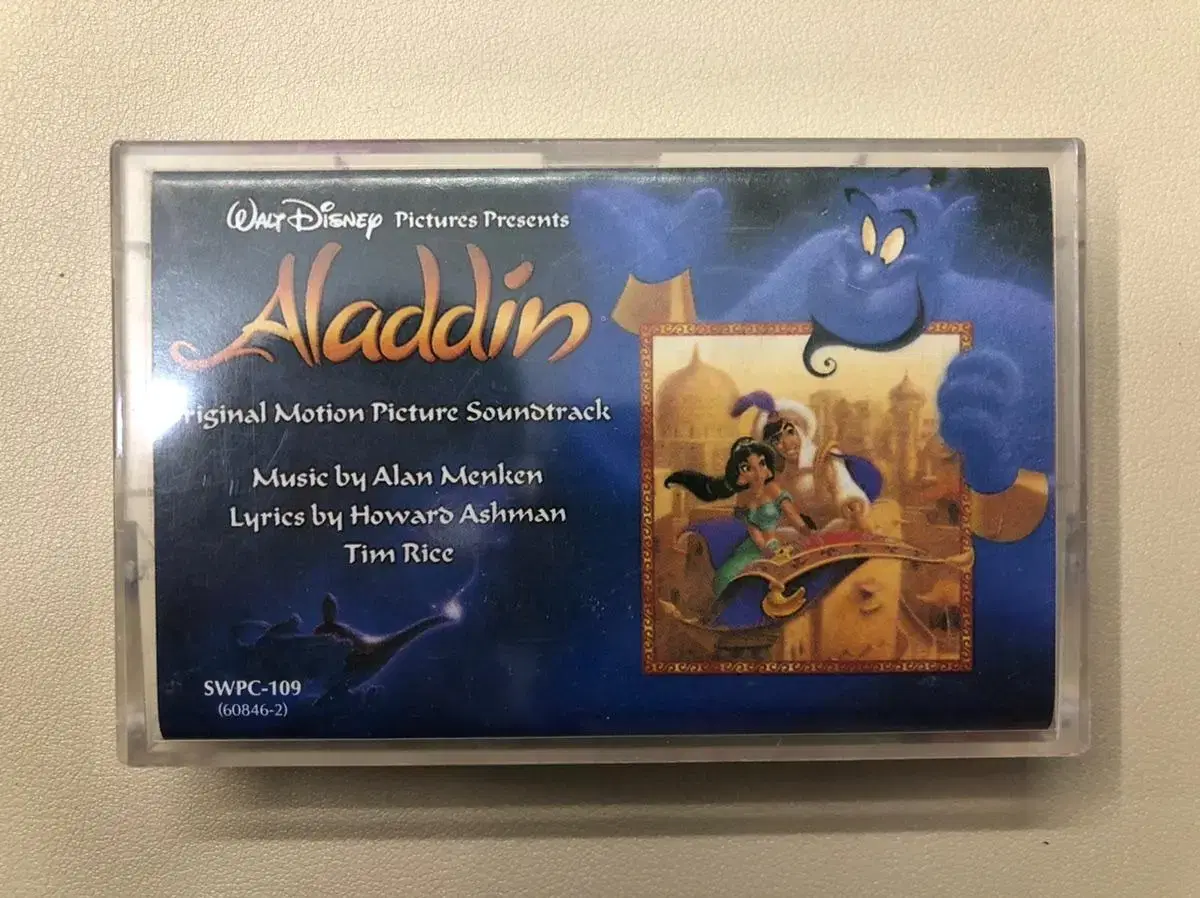 WALT DISNEY Pictures Presents
Aladdin
Original Motion Picture Soundtrack
Music by Alan Menken
Lyrics by Howard Ashman
Tim Rice
SWPC-109
(60846-2)